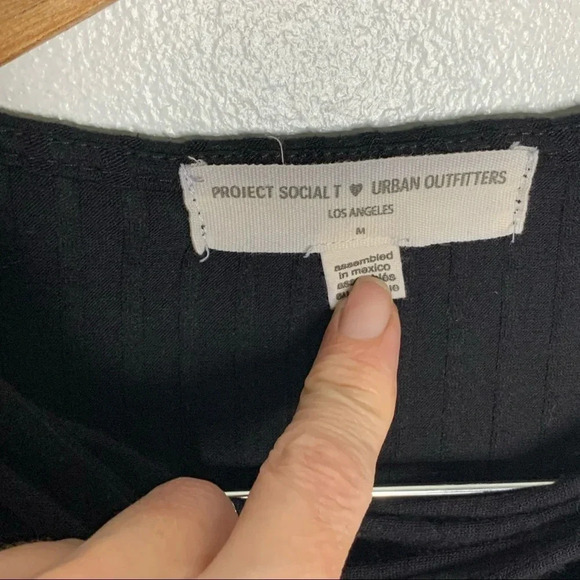 PROJECT SOCIAL T ♥ URBAN OUTFITTERS
LOS ANGELES
M
assembled
in mexico